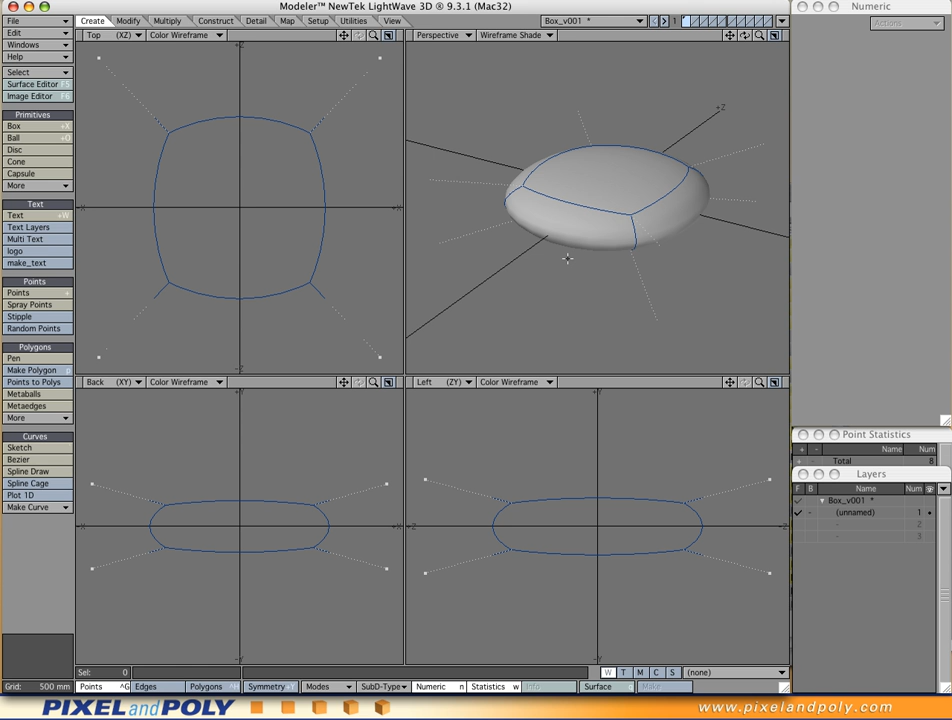 Modeler™ NewTek LightWave 3D ® 9.3.1 (Mac32)
Numeric
File
Create Modify Multiply Construct Detail Map Setup Utilities View
Box_v001 *
1
Actions
Edit
Windows
Help
Top (XZ) Color Wireframe
Perspective Wireframe Shade
Select
Surface Editor F5
Image Editor F6
Primitives
Box +X
Ball +O
Disc
Cone
Capsule
More
Text
Text +W
Text Layers
Multi Text
logo
make_text
Points
Points +
Spray Points
Stipple
Random Points
Polygons
Pen
Make Polygon p
Points to Polys
Metaballs
Metaedges
More
Curves
Sketch
Bezier
Spline Draw
Spline Cage
Plot 1D
Make Curve
+Z
-X
-X
-Z
+Z
Back (XY) Color Wireframe
Left (ZY) Color Wireframe
+Y
+Y
-X
-X
-Z
-Y
-Y
Point Statistics
+ - Name Num
+ Total 8
Layers
F B Name Num
Box_v001 *
(unnamed) 1
- 2
- 3
Sel: 0
W T M C S (none)
Grid: 500 mm
Points ^G Edges Polygons ^H Symmetry +Y Modes SubD-Type Numeric n Statistics w Info Surface Make
PIXEL and POLY
www.pixelandpoly.com